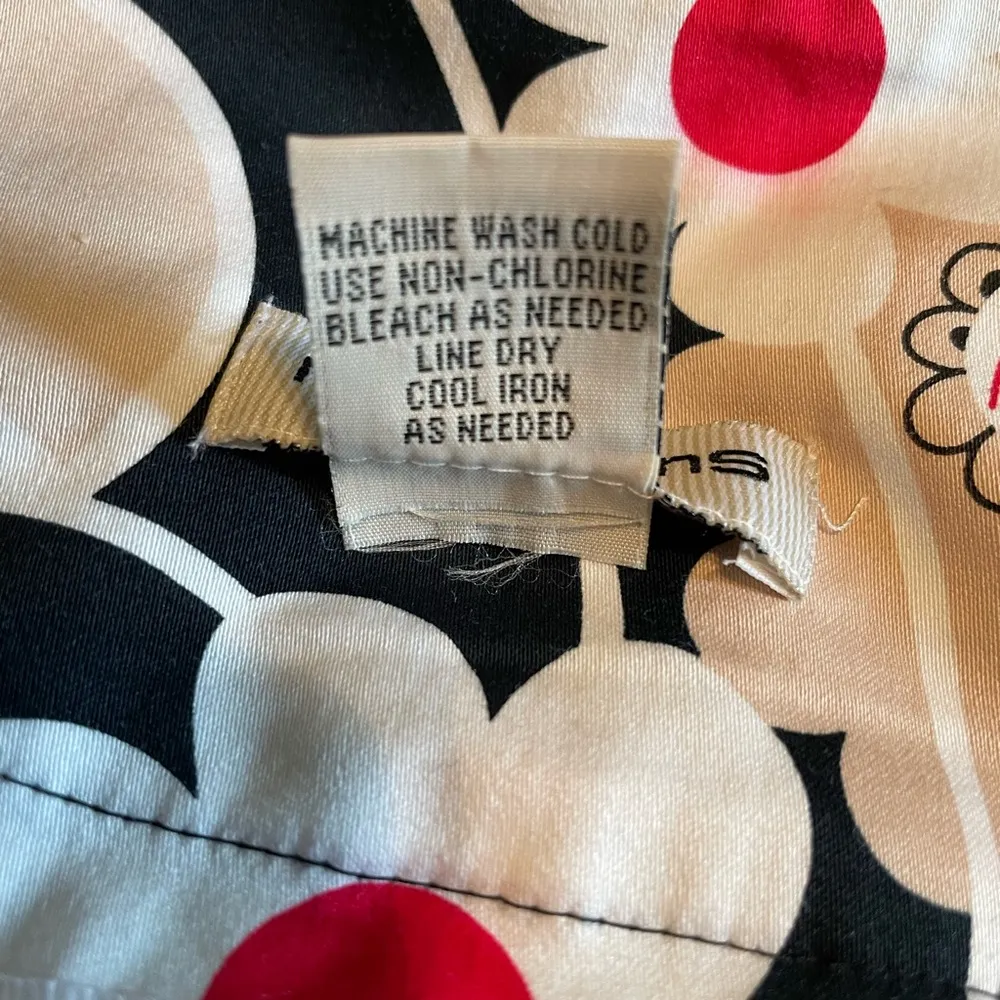 MACHINE WASH COLD
USE NON-CHLORINE
BLEACH AS NEEDED
LINE DRY
COOL IRON
AS NEEDED